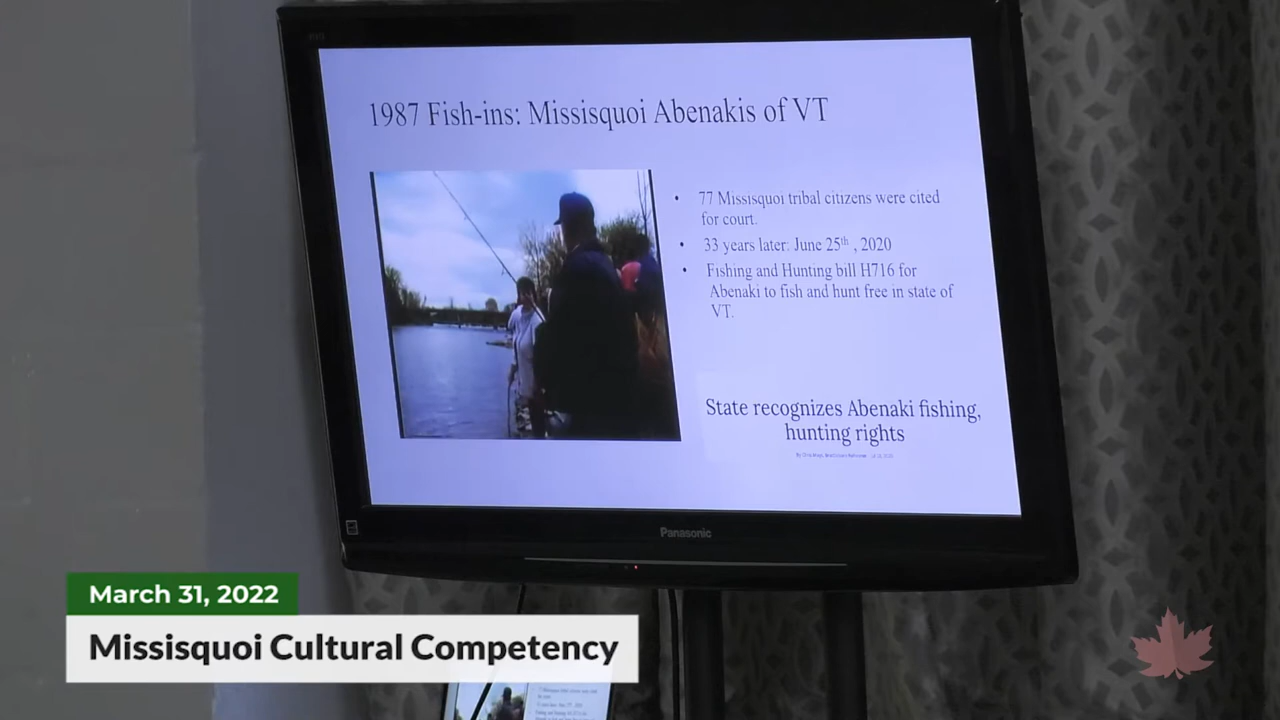 1987 Fish-ins: Missisquoi Abenakis of VT
• 77 Missisquoi tribal citizens were cited
for court.
• 33 years later: June 25th , 2020
• Fishing and Hunting bill H716 for
Abenaki to fish and hunt free in state of
VT.
State recognizes Abenaki fishing,
hunting rights
Panasonic
March 31, 2022
Missisquoi Cultural Competency